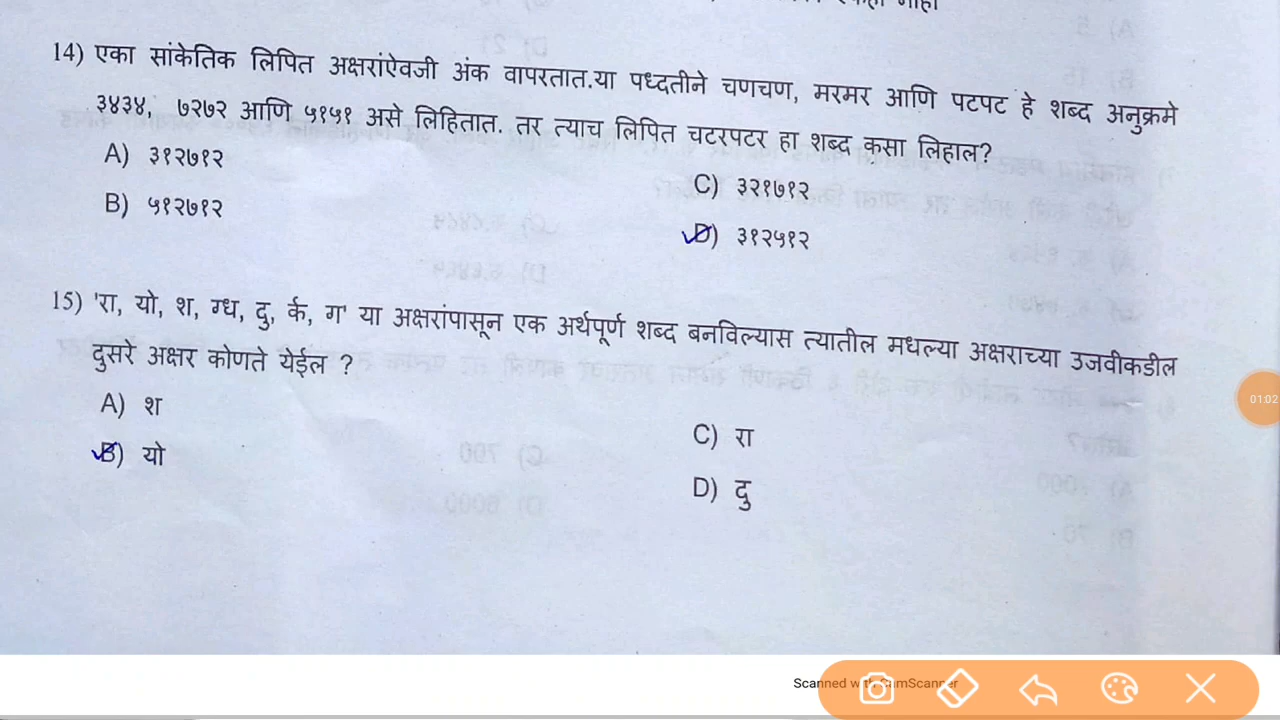 14) एका सांकेतिक लिपित अक्षरांऐवजी अंक वापरतात.या पध्दतीने चणचण, मरमर आणि पटपट हे शब्द अनुक्रमे
३४३४, ७२७२ आणि ५१५१ असे लिहितात. तर त्याच लिपित चटरपटर हा शब्द कसा लिहाल?
A) ३१२७१२
C) ३२१७१२
B) ५१२७१२
D) ३१२५१२
15) 'रा, यो, श, ग्ध, दु, र्क, ग' या अक्षरांपासून एक अर्थपूर्ण शब्द बनविल्यास त्यातील मधल्या अक्षराच्या उजवीकडील
दुसरे अक्षर कोणते येईल ?
A) श
C) रा
B) यो
D) दु
01:02
Scanned with CamScanner